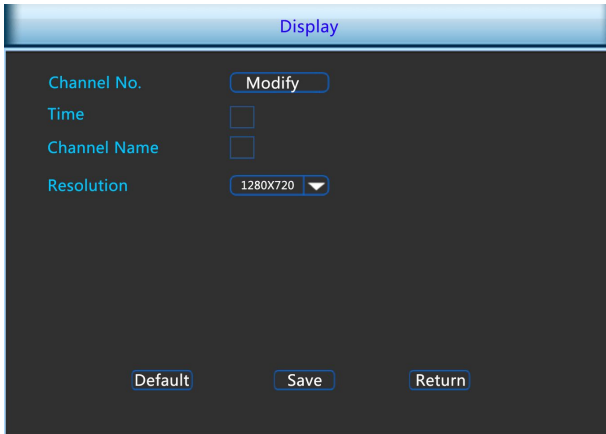 Display
Channel No. Modify
Time
Channel Name
Resolution 1280X720
Default Save Return